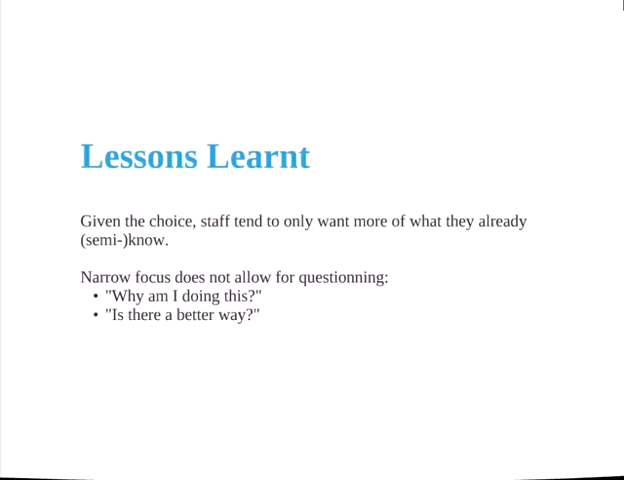 Lessons Learnt
Given the choice, staff tend to only want more of what they already
(semi-)know.
Narrow focus does not allow for questionning:
• "Why am I doing this?"
• "Is there a better way?"